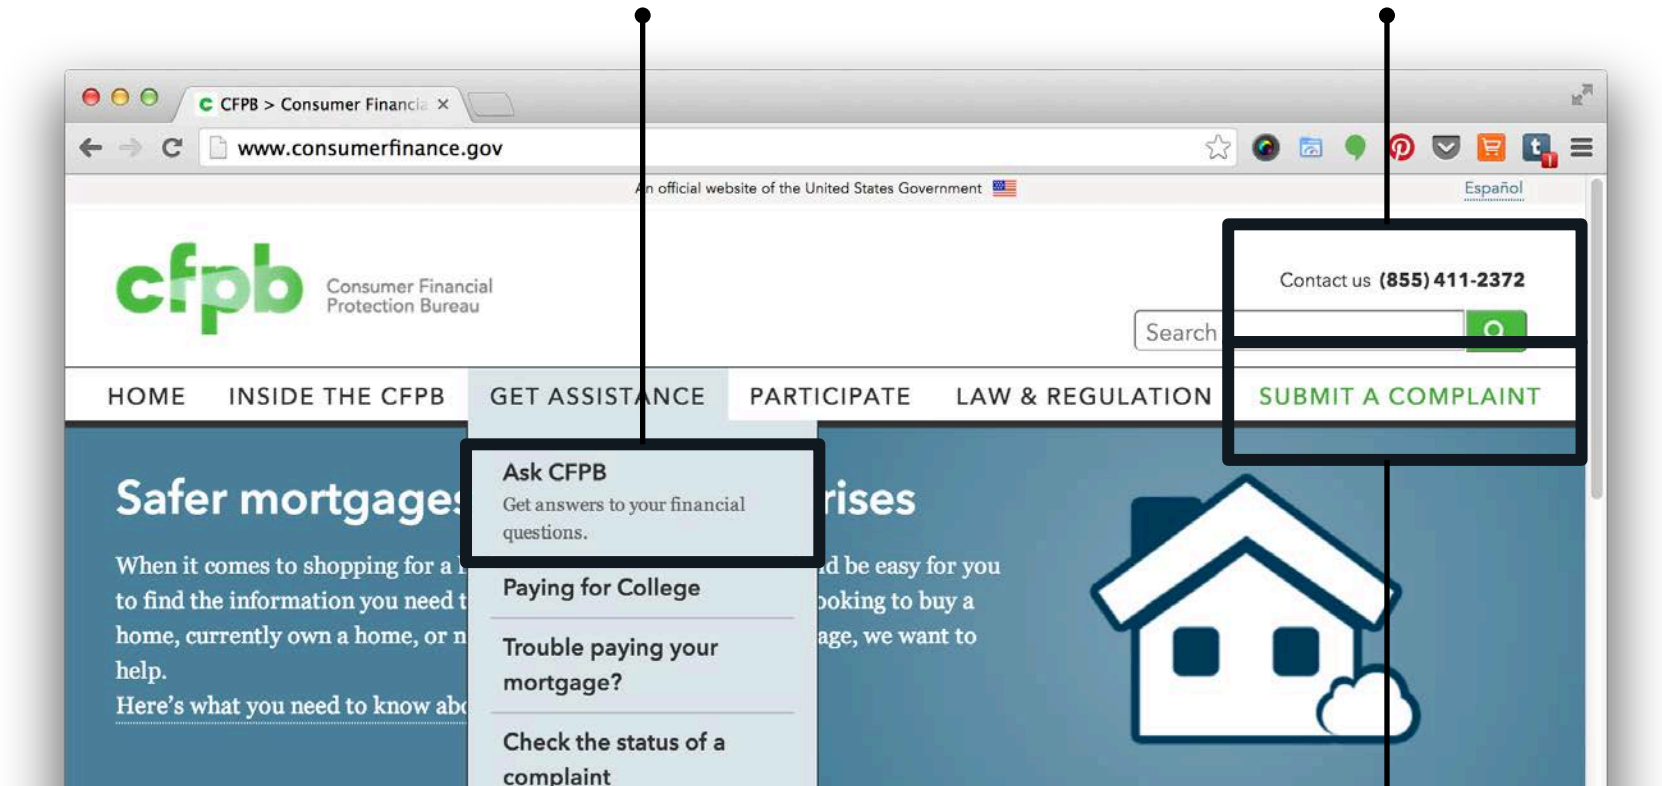 CFPB > Consumer Financia
www.consumerfinance.gov
An official website of the United States Government
Español
cfpb
Consumer Financial
Protection Bureau
Contact us (855) 411-2372
Search
HOME INSIDE THE CFPB GET ASSISTANCE PARTICIPATE LAW & REGULATION SUBMIT A COMPLAINT
Safer mortgages rises
Ask CFPB
Get answers to your financial
questions.
When it comes to shopping for a be easy for you
to find the information you need looking to buy a
home, currently own a home, or we want to
help.
Here's what you need to know
Paying for College
Trouble paying your
mortgage?
Check the status of a
complaint